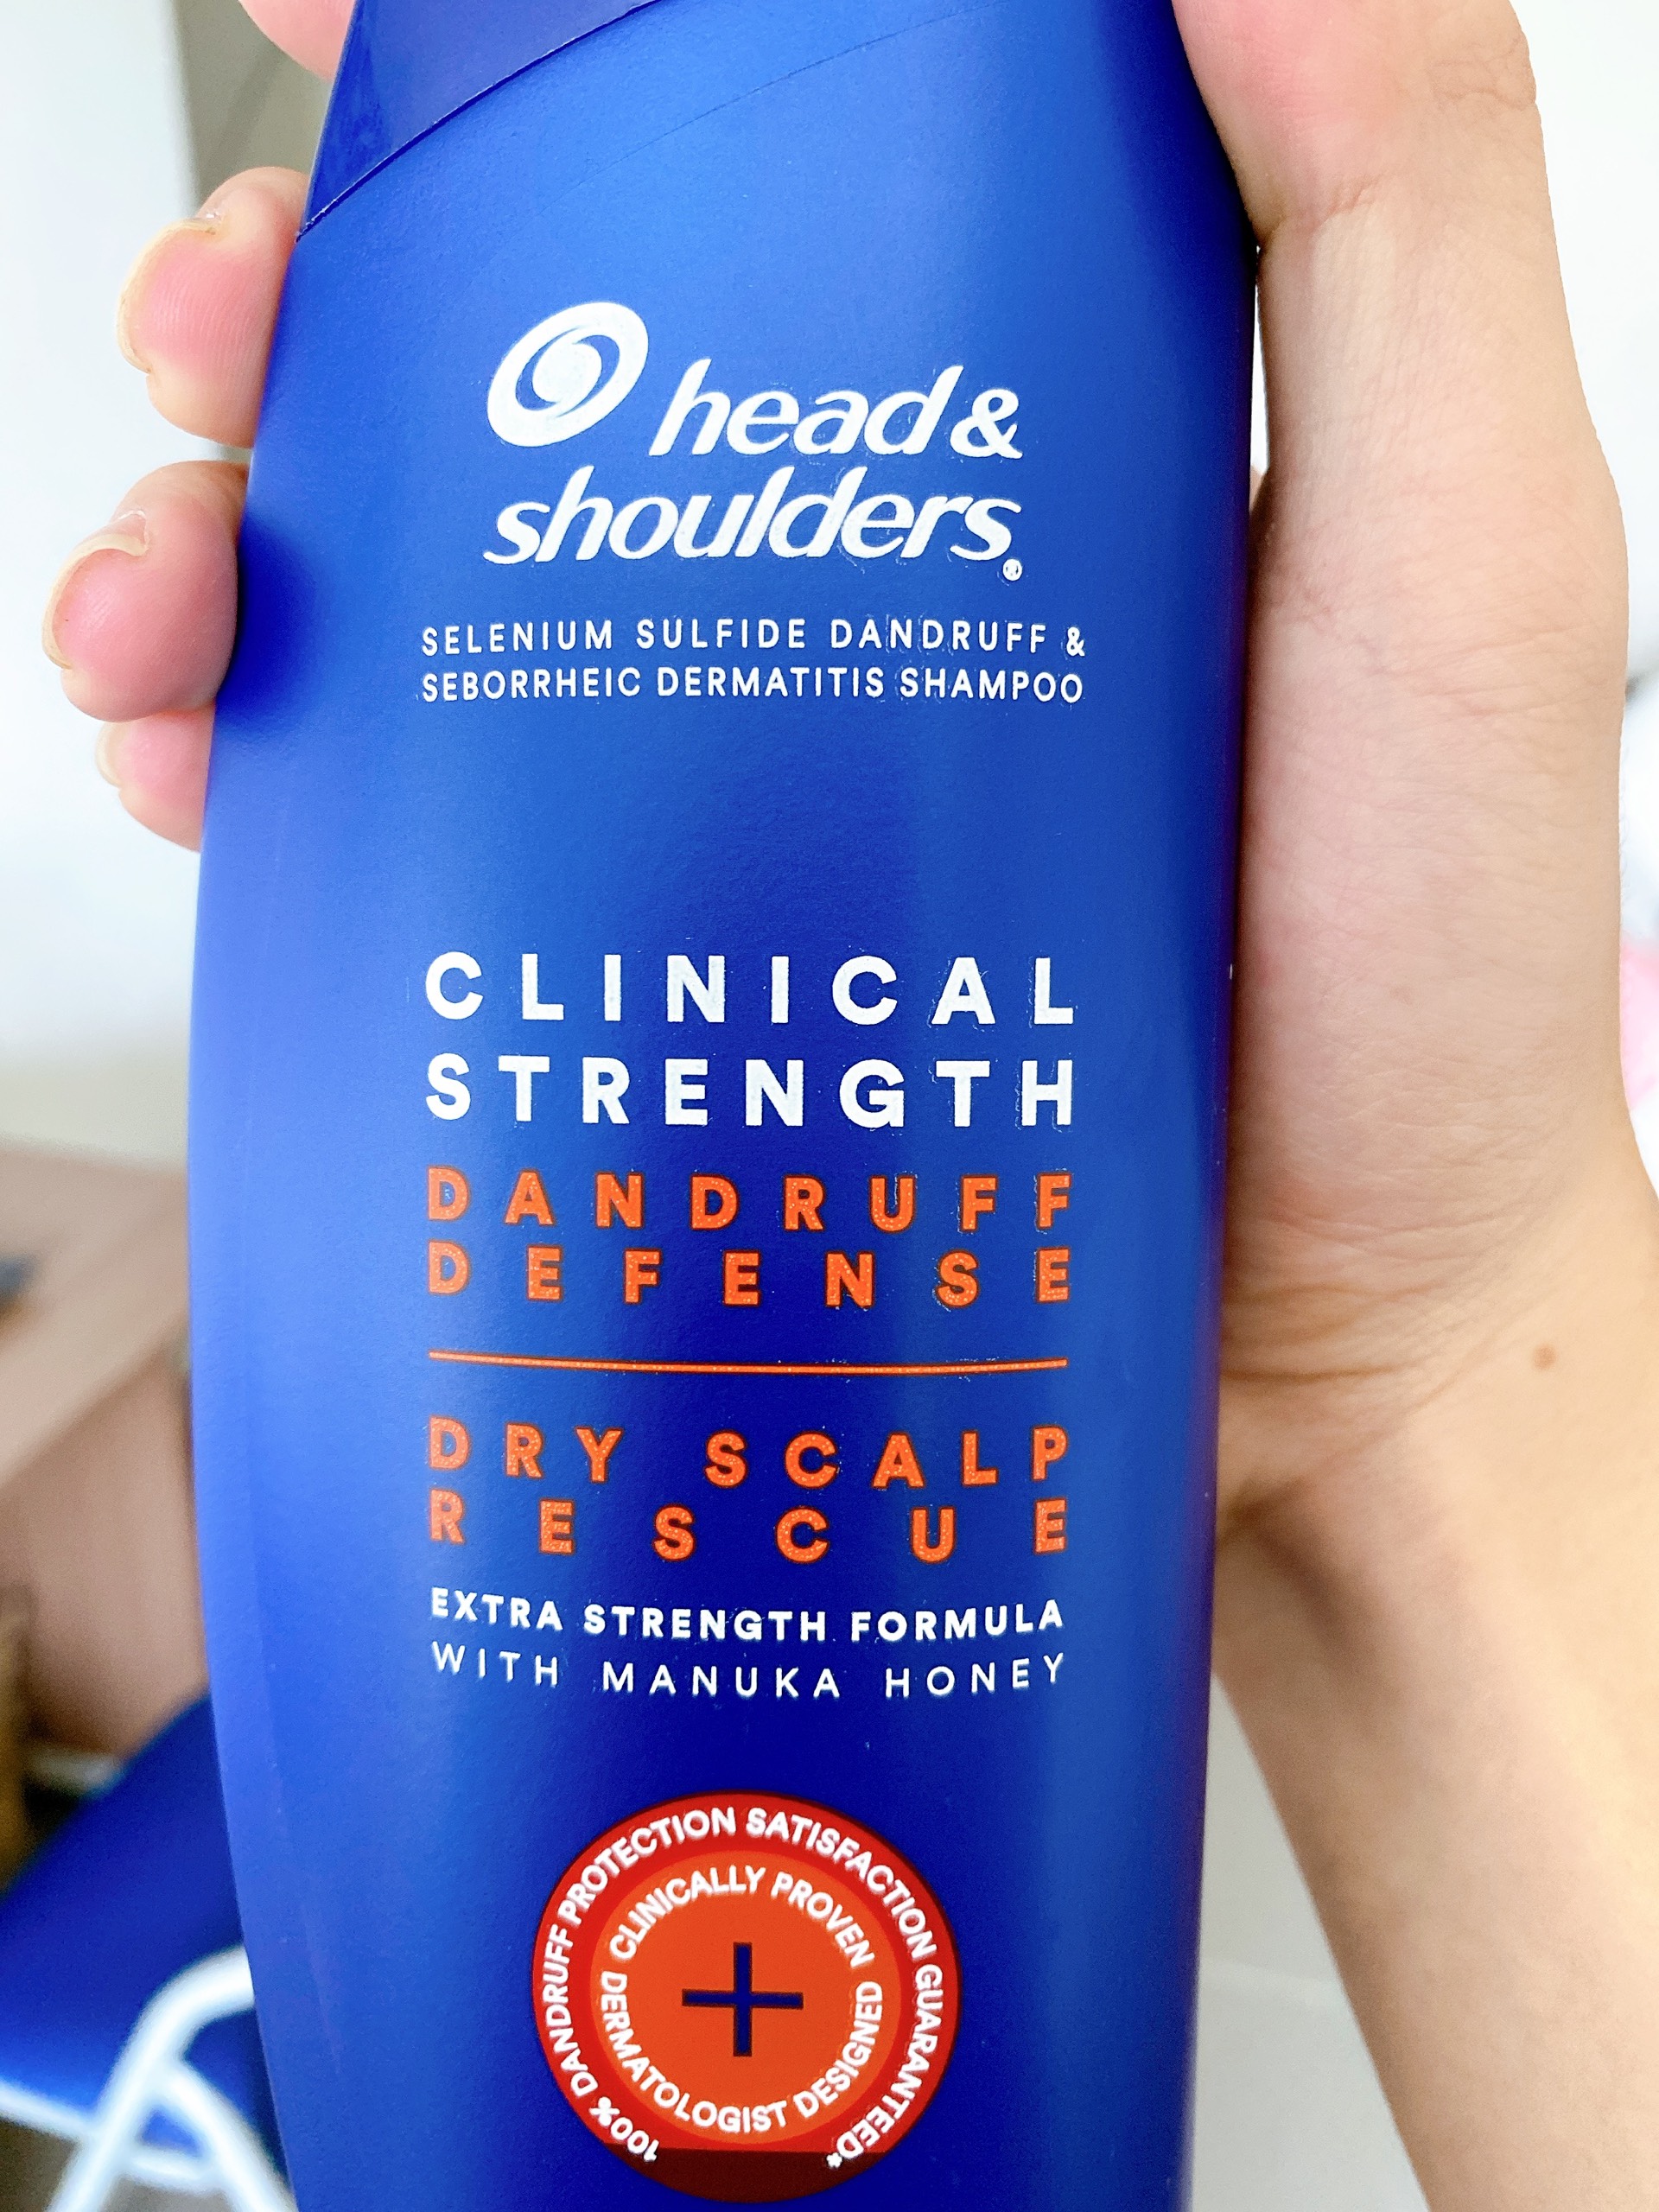 head &
shoulders®
SELENIUM SULFIDE DANDRUFF &
SEBORRHEIC DERMATITIS SHAMPOO
CLINICAL
STRENGTH
DANDRUFF
DEFENSE
DRY SCALP
RESCUE
EXTRA STRENGTH FORMULA
WITH MANUKA HONEY
100% DANDRUFF PROTECTION SATISFACTION GUARANTEED*
CLINICALLY PROVEN
DERMATOLOGIST DESIGNED